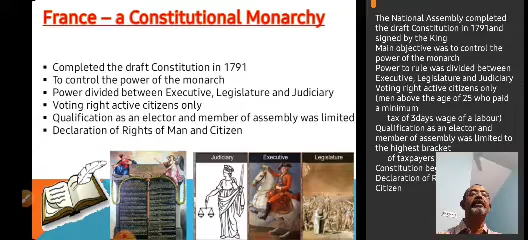 France – a Constitutional Monarchy
Completed the draft Constitution in 1791
To control the power of the monarch
Power divided between Executive, Legislature and Judiciary
Voting right active citizens only
Qualification as an elector and member of assembly was limited
Declaration of Rights of Man and Citizen
Judiciary Executive Legislature
The National Assembly completed
the draft Constitution
in 1791and
signed by the King
Main objective was to control the
power of the monarch
Power to rule was divided between
Executive, Legislature and Judiciary
Voting right active citizens only
(men above the age of 25 who paid
a minimum
tax of 3days wage of a labour)
Qualification as an elector and
member of assembly was limited to
the highest bracket
of taxpayers
Constitution
Declaration of
Citizen